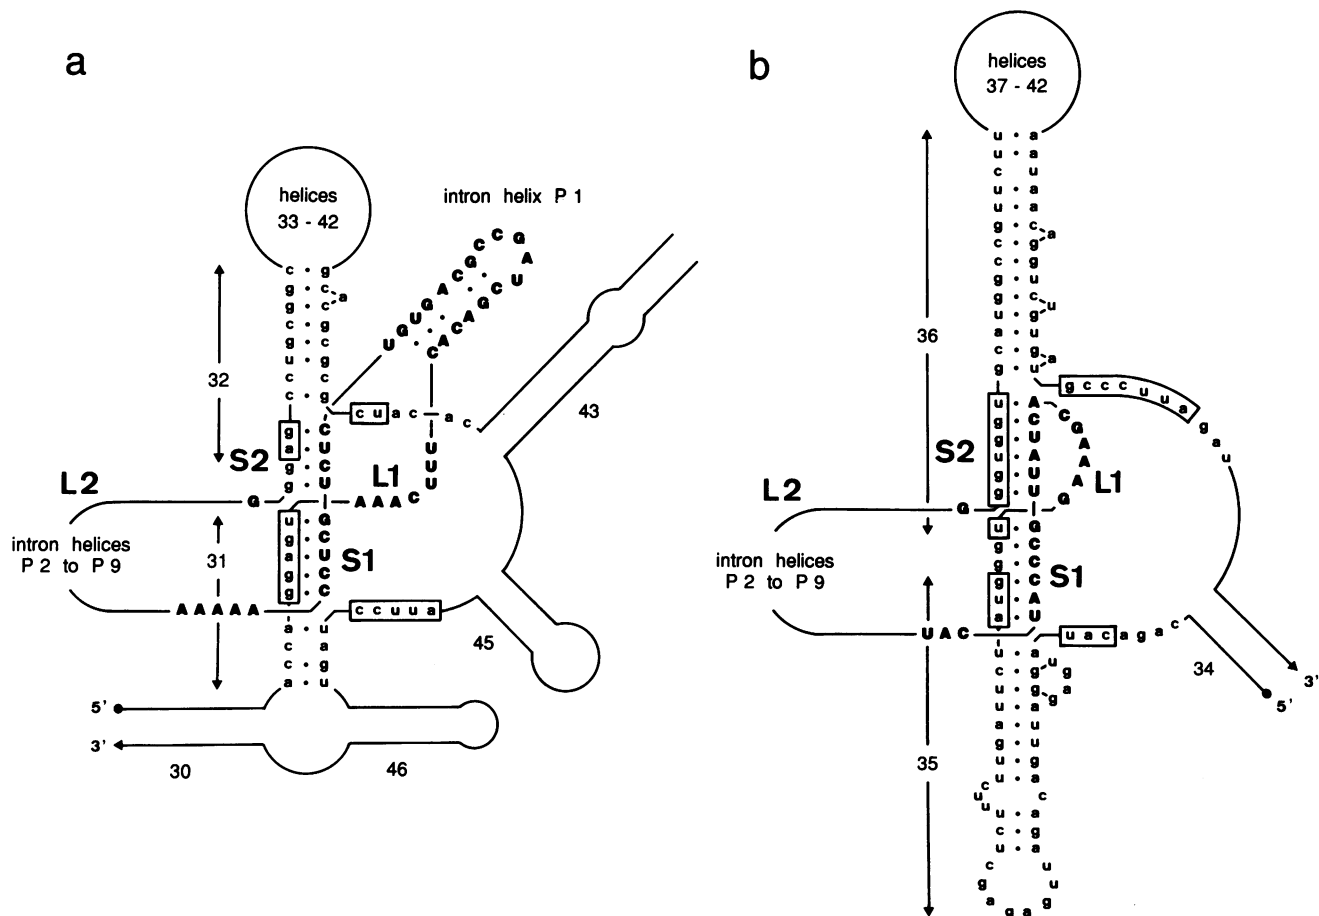 a
helices
33 - 42
intron helix P 1
c · g
g · c
a
g · c
c · g
g · c
u · g
c · c
c · g
32
U G U G A C G C C G A U C G A C A C
c u a c a c
43
g a g g
C U C U
S2
L1
U U U
C
A A A
L2
G
intron helices
P 2 to P 9
31
u g a g g
G C U C C
S1
A A A A A
c c u u a
a · u
c · a
c · g
a · u
45
5'
3'
30
46
b
helices
37 - 42
u · a
u · a
c u
u · a
u · a
g · c
a
c · g
c · g
g · g
g · u
u · c
u
a · g
c · u
g · g
a
u
36
g c c c u u a
g a u
u g g u g g
A C U A U U
S2
C G A A A G
L1
L2
G
intron helices
P 2 to P 9
u g g g u a
G C C C A U
S1
U A C
u a c a g a c
34
3'
5'
u · a
c · g
u · g
u · a
a · u
g · u
u · g
u · a
u g a g
35
c u u
c
u · a
c · g
u · a
c g a g a g u u